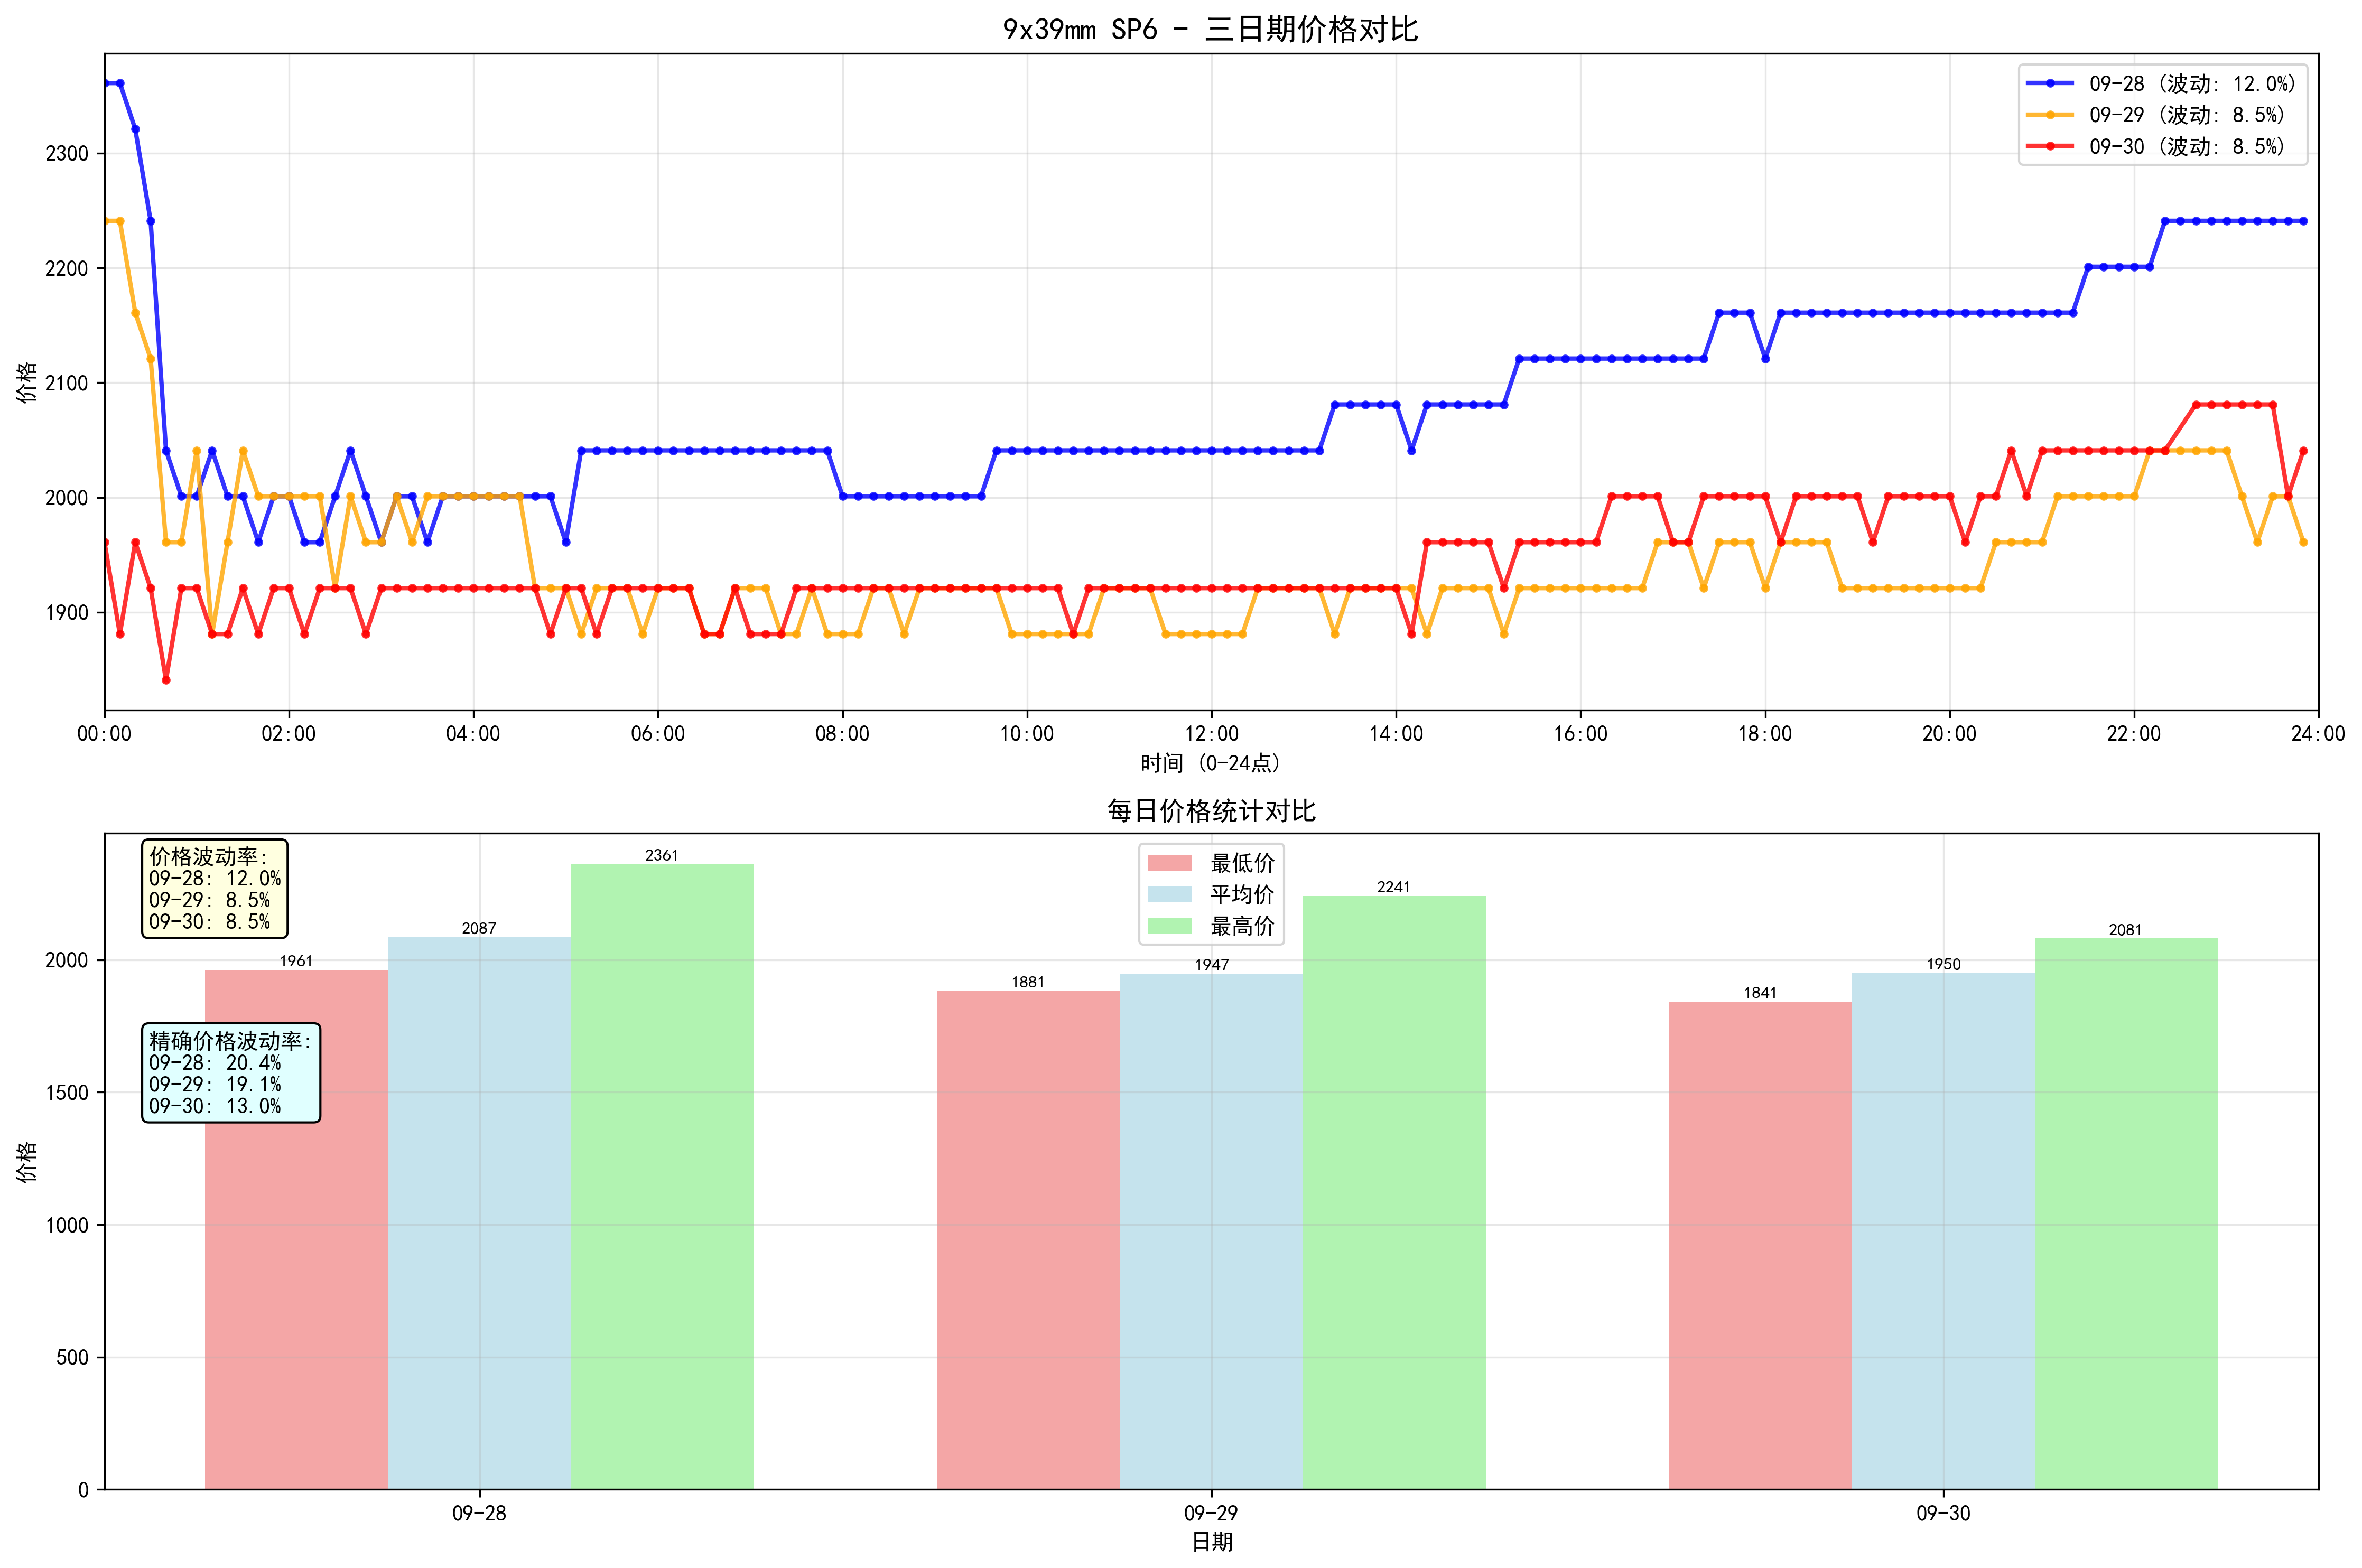 9x39mm SP6 - 三日期价格对比
09-28 (波动: 12.0%)
09-29 (波动: 8.5%)
09-30 (波动: 8.5%)
价格
2300
2200
2100
2000
1900
00:00 02:00 04:00 06:00 08:00 10:00 12:00 14:00 16:00 18:00 20:00 22:00 24:00
时间 (0-24点)
每日价格统计对比
价格波动率:
09-28: 12.0%
09-29: 8.5%
09-30: 8.5%
精确价格波动率:
09-28: 20.4%
09-29: 19.1%
09-30: 13.0%
最低价
平均价
最高价
1961 2087 2361
1881 1947 2241
1841 1950 2081
价格
2000
1500
1000
500
0
09-28 09-29 09-30
日期